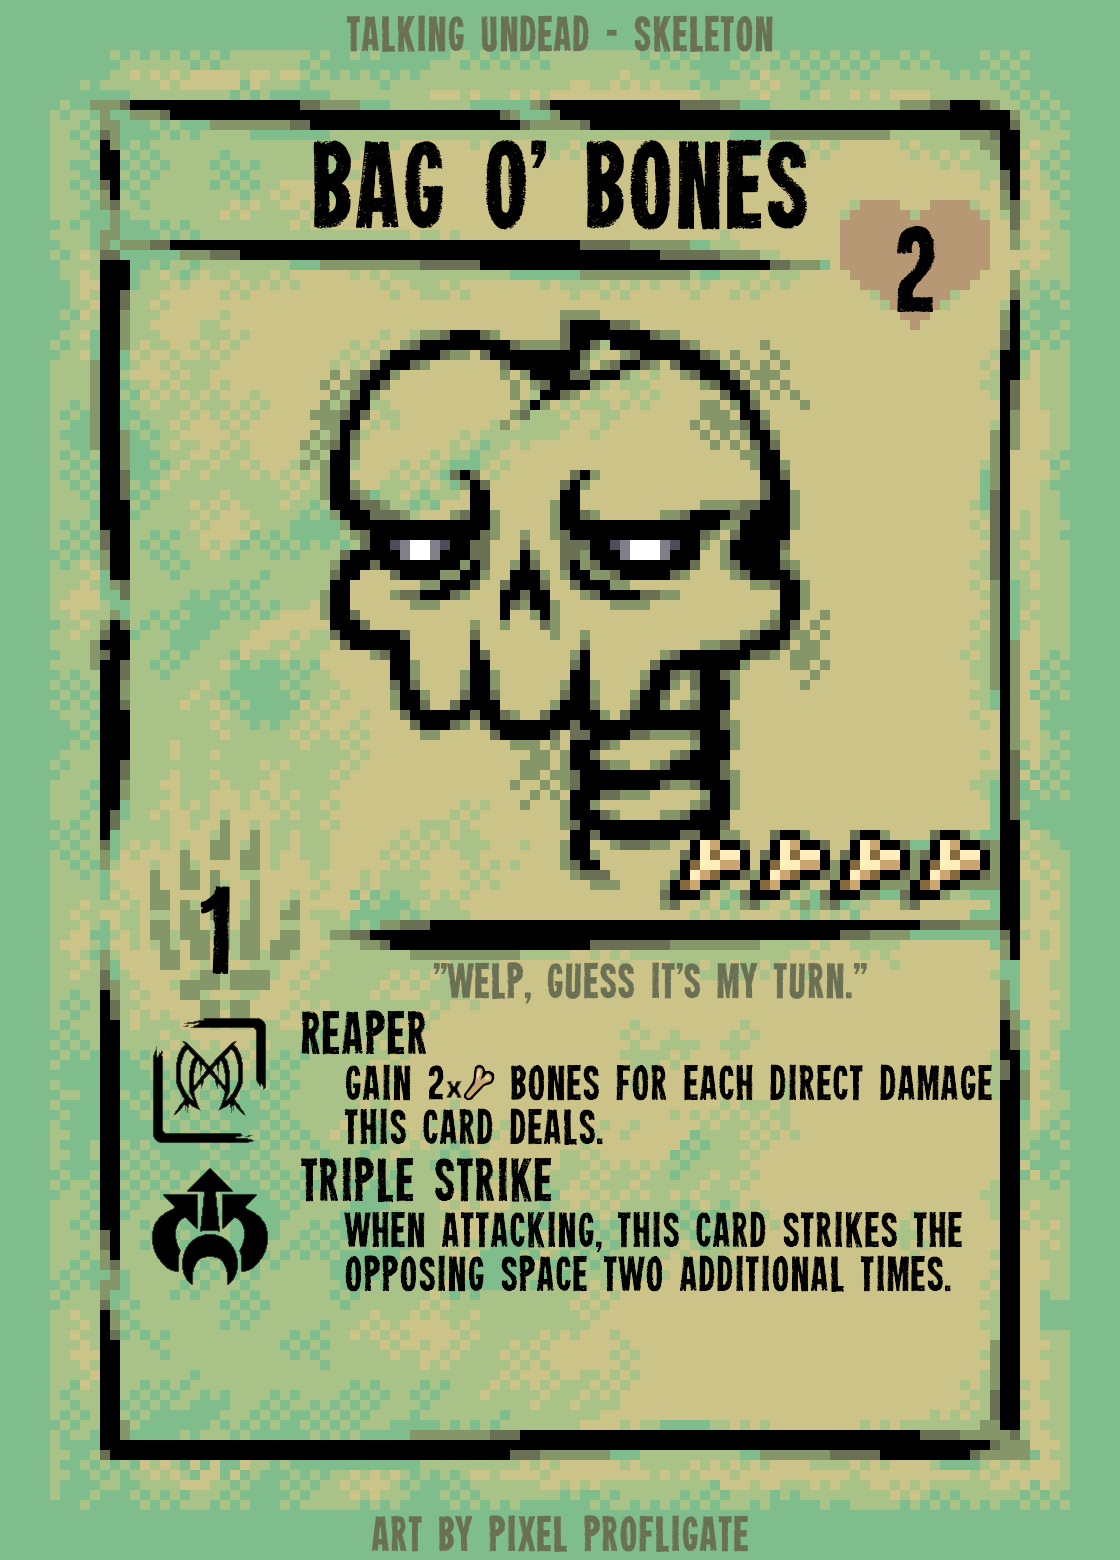 TALKING UNDEAD - SKELETON
BAG O' BONES
2
1
"WELP, GUESS IT'S MY TURN."
REAPER
GAIN 2x BONES FOR EACH DIRECT DAMAGE
THIS CARD DEALS.
TRIPLE STRIKE
WHEN ATTACKING, THIS CARD STRIKES THE
OPPOSING SPACE TWO ADDITIONAL TIMES.
ART BY PIXEL PROFLIGATE